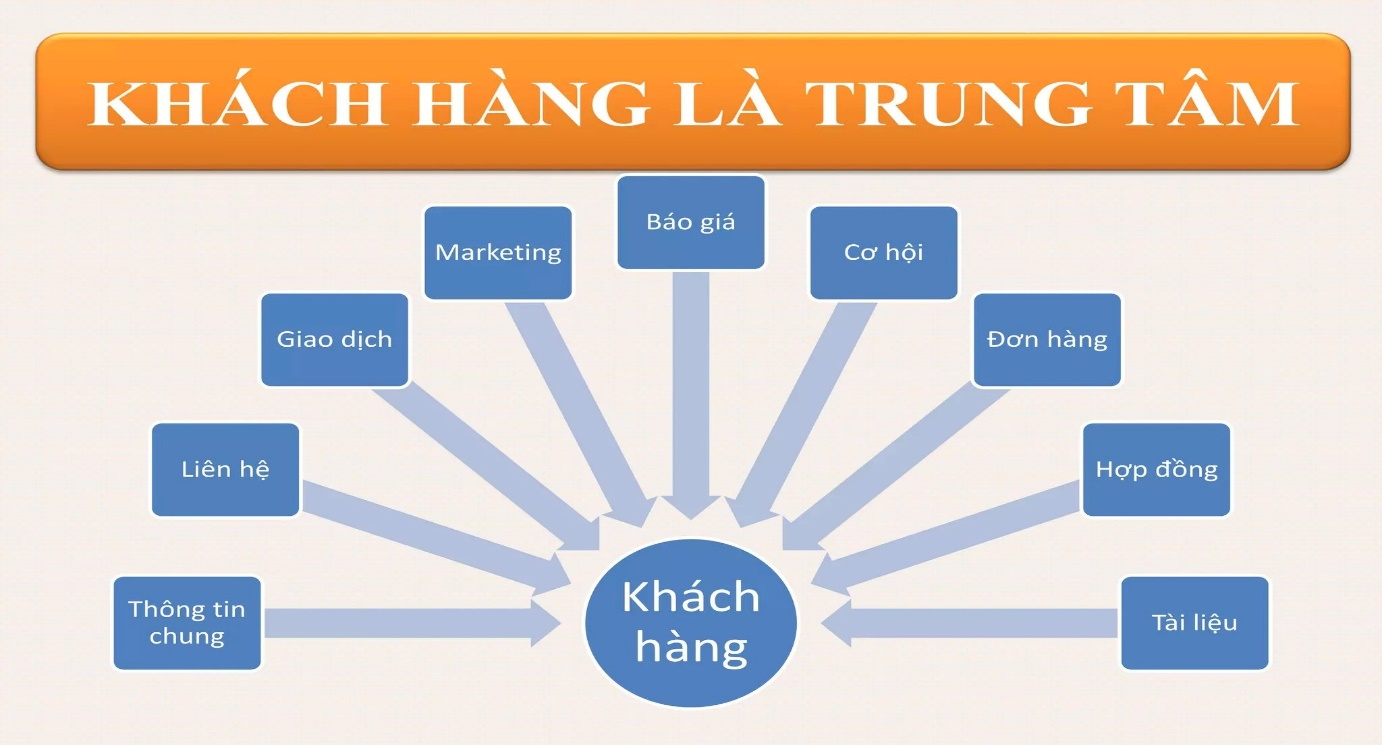 KHÁCH HÀNG LÀ TRUNG TÂM
Báo giá
Marketing
Cơ hội
Giao dịch
Đơn hàng
Liên hệ
Hợp đồng
Thông tin
chung
Khách
hàng
Tài liệu